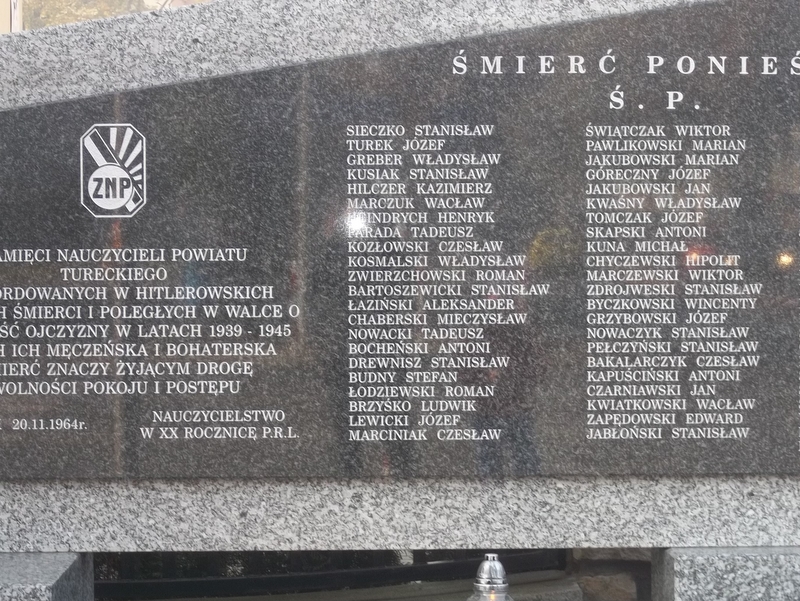 ŚMIERĆ PONIEŚ
Ś. P.
ZNP
AMIĘCI NAUCZYCIELI POWIATU
TURECKIEGO
ORDOWANYCH W HITLEROWSKICH
H ŚMIERCI I POLEGŁYCH W WALCE O
ŚĆ OJCZYZNY W LATACH 1939 - 1945
H ICH MĘCZEŃSKA I BOHATERSKA
MIERĆ ZNACZY ŻYJĄCYM DROGĘ
WOLNOŚCI POKOJU I POSTĘPU
20.11.1964r.
NAUCZYCIELSTWO
W XX ROCZNICĘ P.R.L.
SIECZKO STANISŁAW
TUREK JÓZEF
GREBER WŁADYSŁAW
KUSIAK STANISŁAW
HILCZER KAZIMIERZ
MARCZUK WACŁAW
HENRYK
PARADA TADEUSZ
KOZŁOWSKI CZESŁAW
KOSMALSKI WŁADYSŁAW
ZWIERZCHOWSKI ROMAN
BARTOSZEWICKI STANISŁAW
ŁAZIŃSKI ALEKSANDER
CHABERSKI MIECZYSŁAW
NOWACKI TADEUSZ
BOCHEŃSKI ANTONI
DREWNISZ STANISŁAW
BUDNY STEFAN
ŁODZIEWSKI ROMAN
BRZYŚKO LUDWIK
LEWICKI JÓZEF
MARCINIAK CZESŁAW
ŚWIĄTCZAK WIKTOR
PAWLIKOWSKI MARIAN
JAKUBOWSKI MARIAN
GÓRECZNY JÓZEF
JAKUBOWSKI JAN
KWAŚNY WŁADYSŁAW
TOMCZAK JÓZEF
SKAPSKI ANTONI
KUNA MICHAŁ
CHYCZEWSKI HIPOLIT
MARCZEWSKI WIKTOR
ZDROJWESKI STANISŁAW
BYCZKOWSKI WINCENTY
GRZYBOWSKI JÓZEF
NOWACZYK STANISŁAW
PEŁCZYŃSKI STANISŁAW
BAKALARCZYK CZESŁAW
KAPUŚCIŃSKI ANTONI
CZARNIAWSKI JAN
KWIATKOWSKI WACŁAW
ZAPĘDOWSKI EDWARD
JABŁOŃSKI STANISŁAW